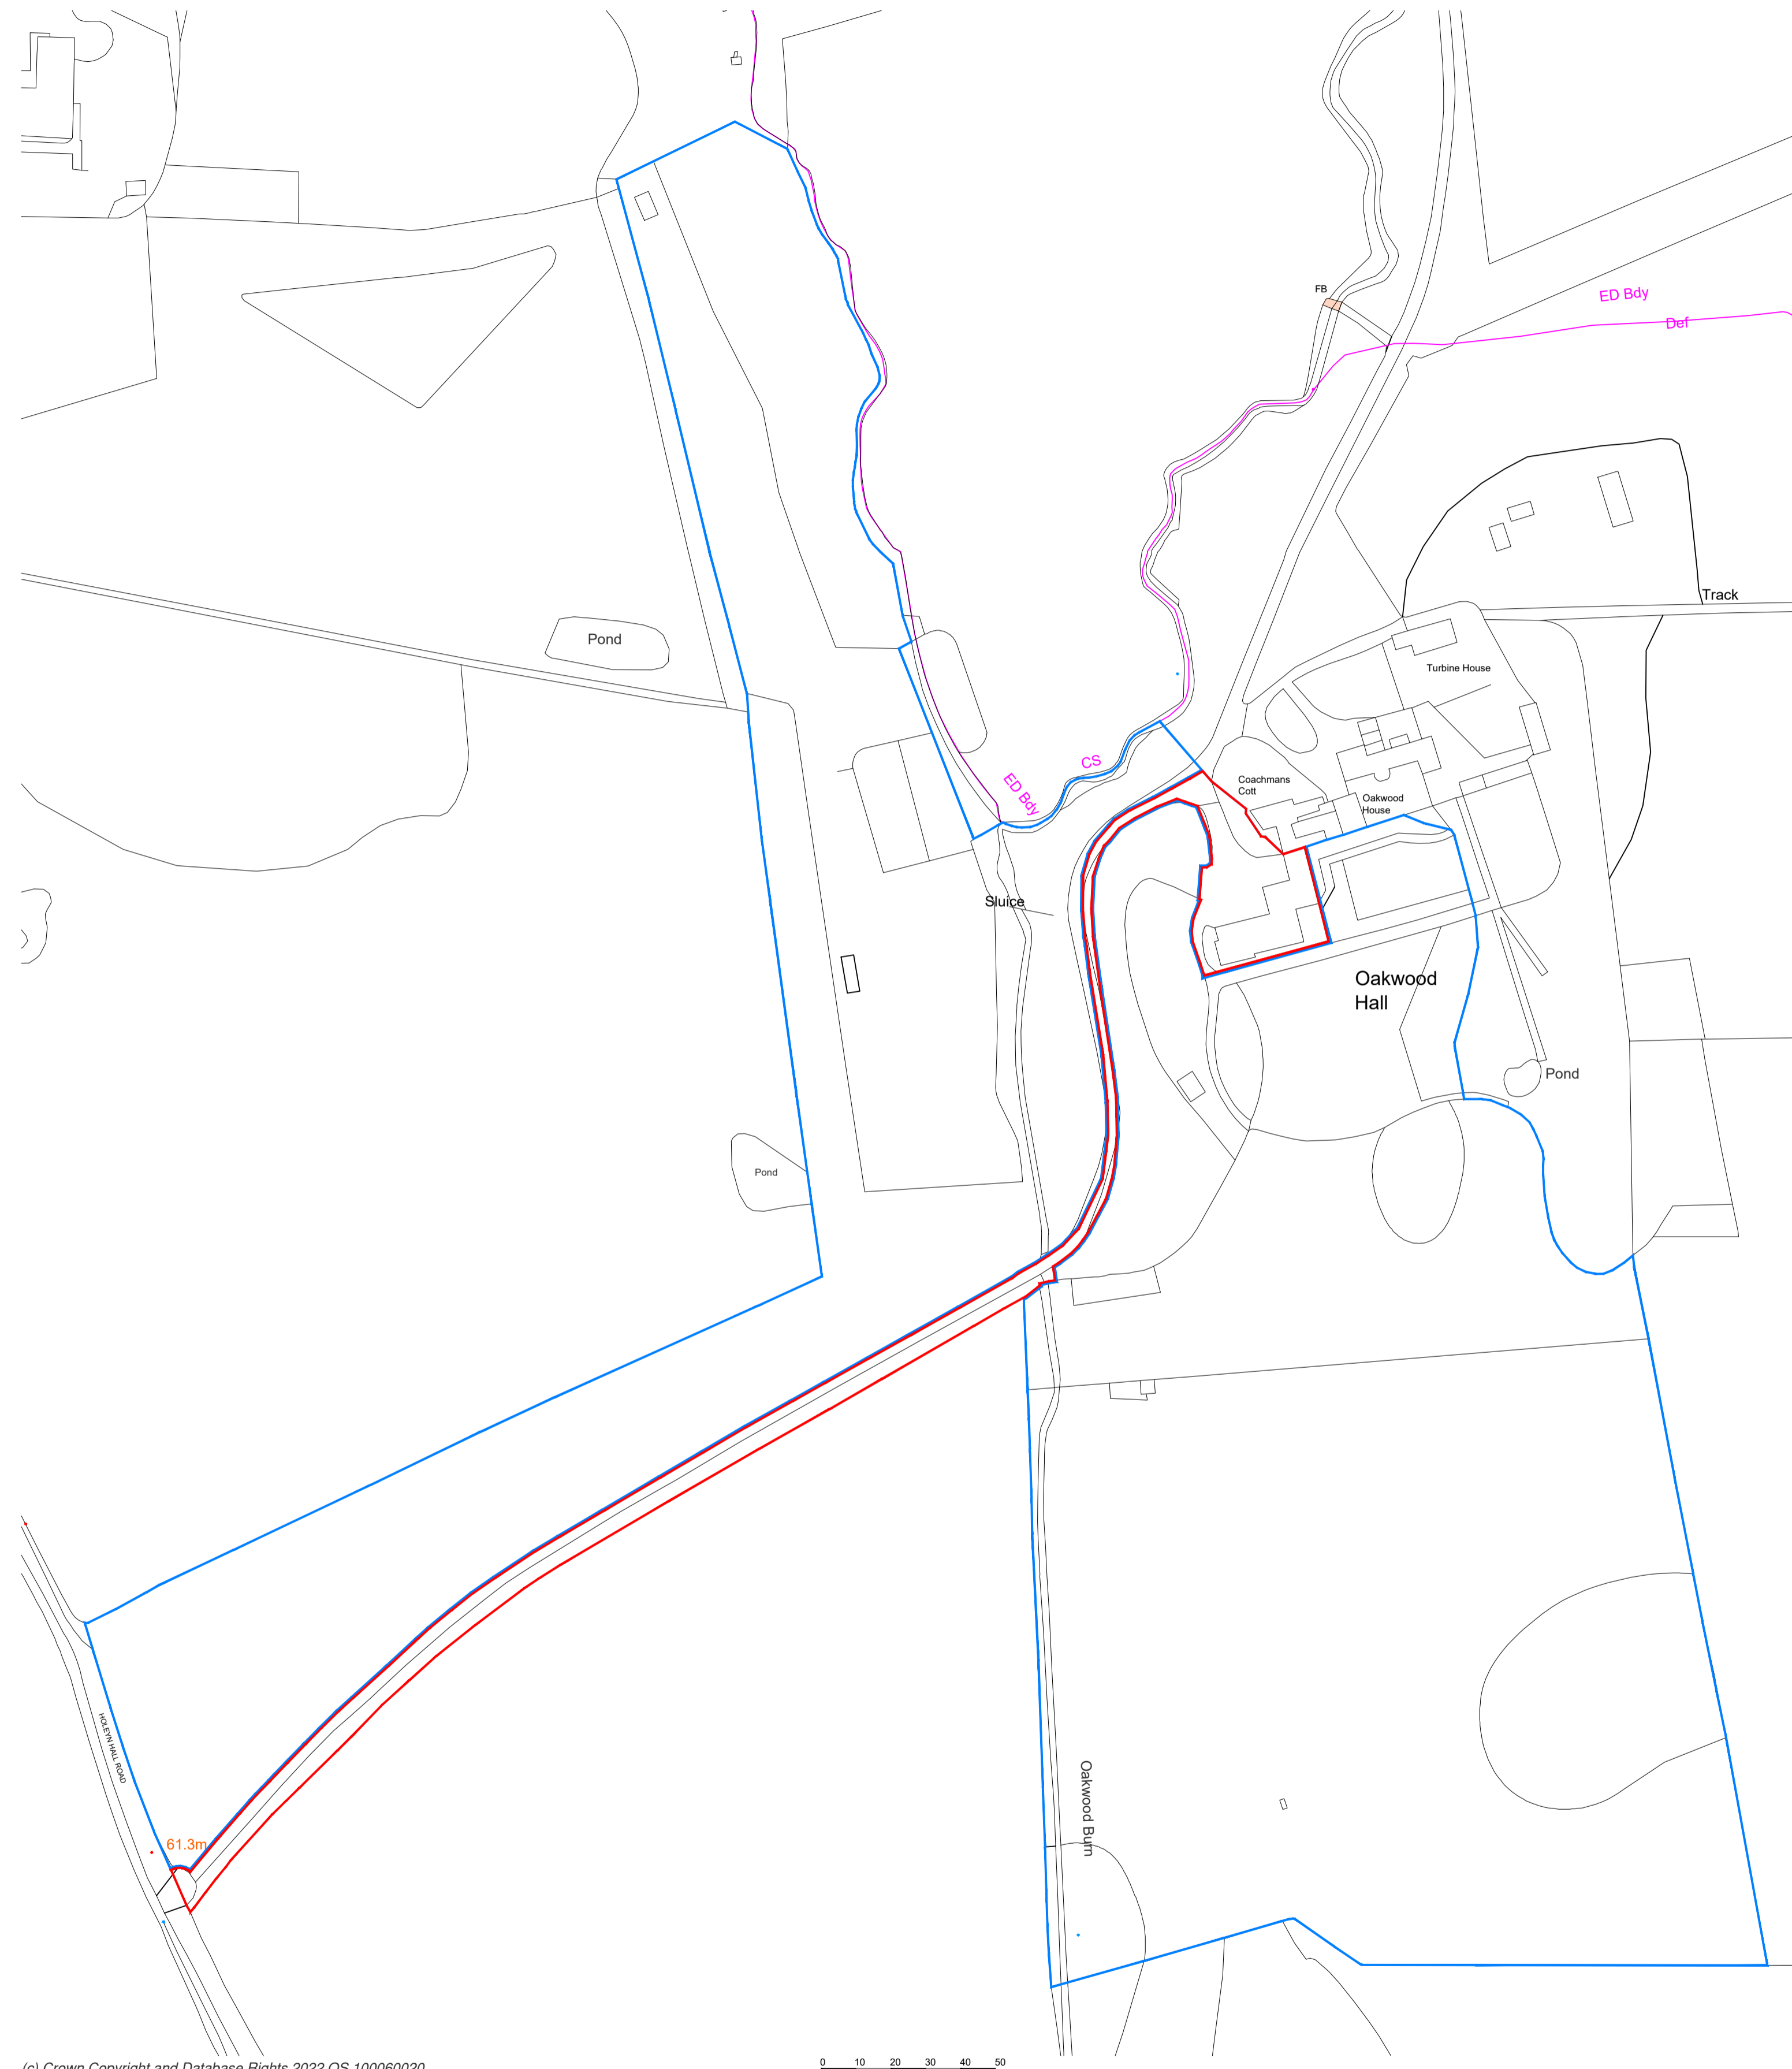 FB
ED Bdy
Def
Track
Pond
Turbine House
CS
ED Bdy
Coachmans
Cott
Oakwood
House
Sluice
Oakwood
Hall
Pond
Pond
HOLEYN HALL ROAD
61.3m
Oakwood Burn
(c) Crown Copyright and Database Rights 2022 OS 100060020
0 10 20 30 40 50